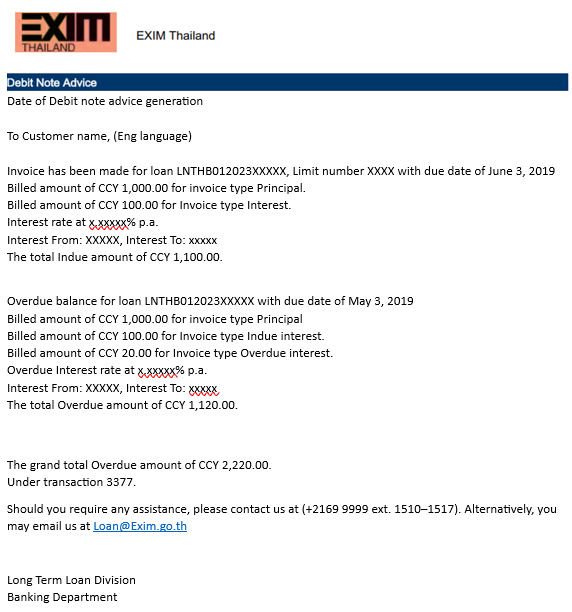 EXIM
THAILAND
EXIM Thailand
Debit Note Advice
Date of Debit note advice generation
To Customer name, (Eng language)
Invoice has been made for loan LNTHB012023XXXXX, Limit number XXXX with due date of June 3, 2019
Billed amount of CCY 1,000.00 for invoice type Principal.
Billed amount of CCY 100.00 for Invoice type Interest.
Interest rate at x.xxxxx% p.a.
Interest From: XXXXX, Interest To: xxxxx
The total Indue amount of CCY 1,100.00.
Overdue balance for loan LNTHB012023XXXXX with due date of May 3, 2019
Billed amount of CCY 1,000.00 for invoice type Principal
Billed amount of CCY 100.00 for Invoice type Indue interest.
Billed amount of CCY 20.00 for Invoice type Overdue interest.
Overdue Interest rate at x.xxxxx% p.a.
Interest From: XXXXX, Interest To: xxxxx
The total Overdue amount of CCY 1,120.00.
The grand total Overdue amount of CCY 2,220.00.
Under transaction 3377.
Should you require any assistance, please contact us at (+2169 9999 ext. 1510–1517). Alternatively, you
may email us at Loan@Exim.go.th
Long Term Loan Division
Banking Department